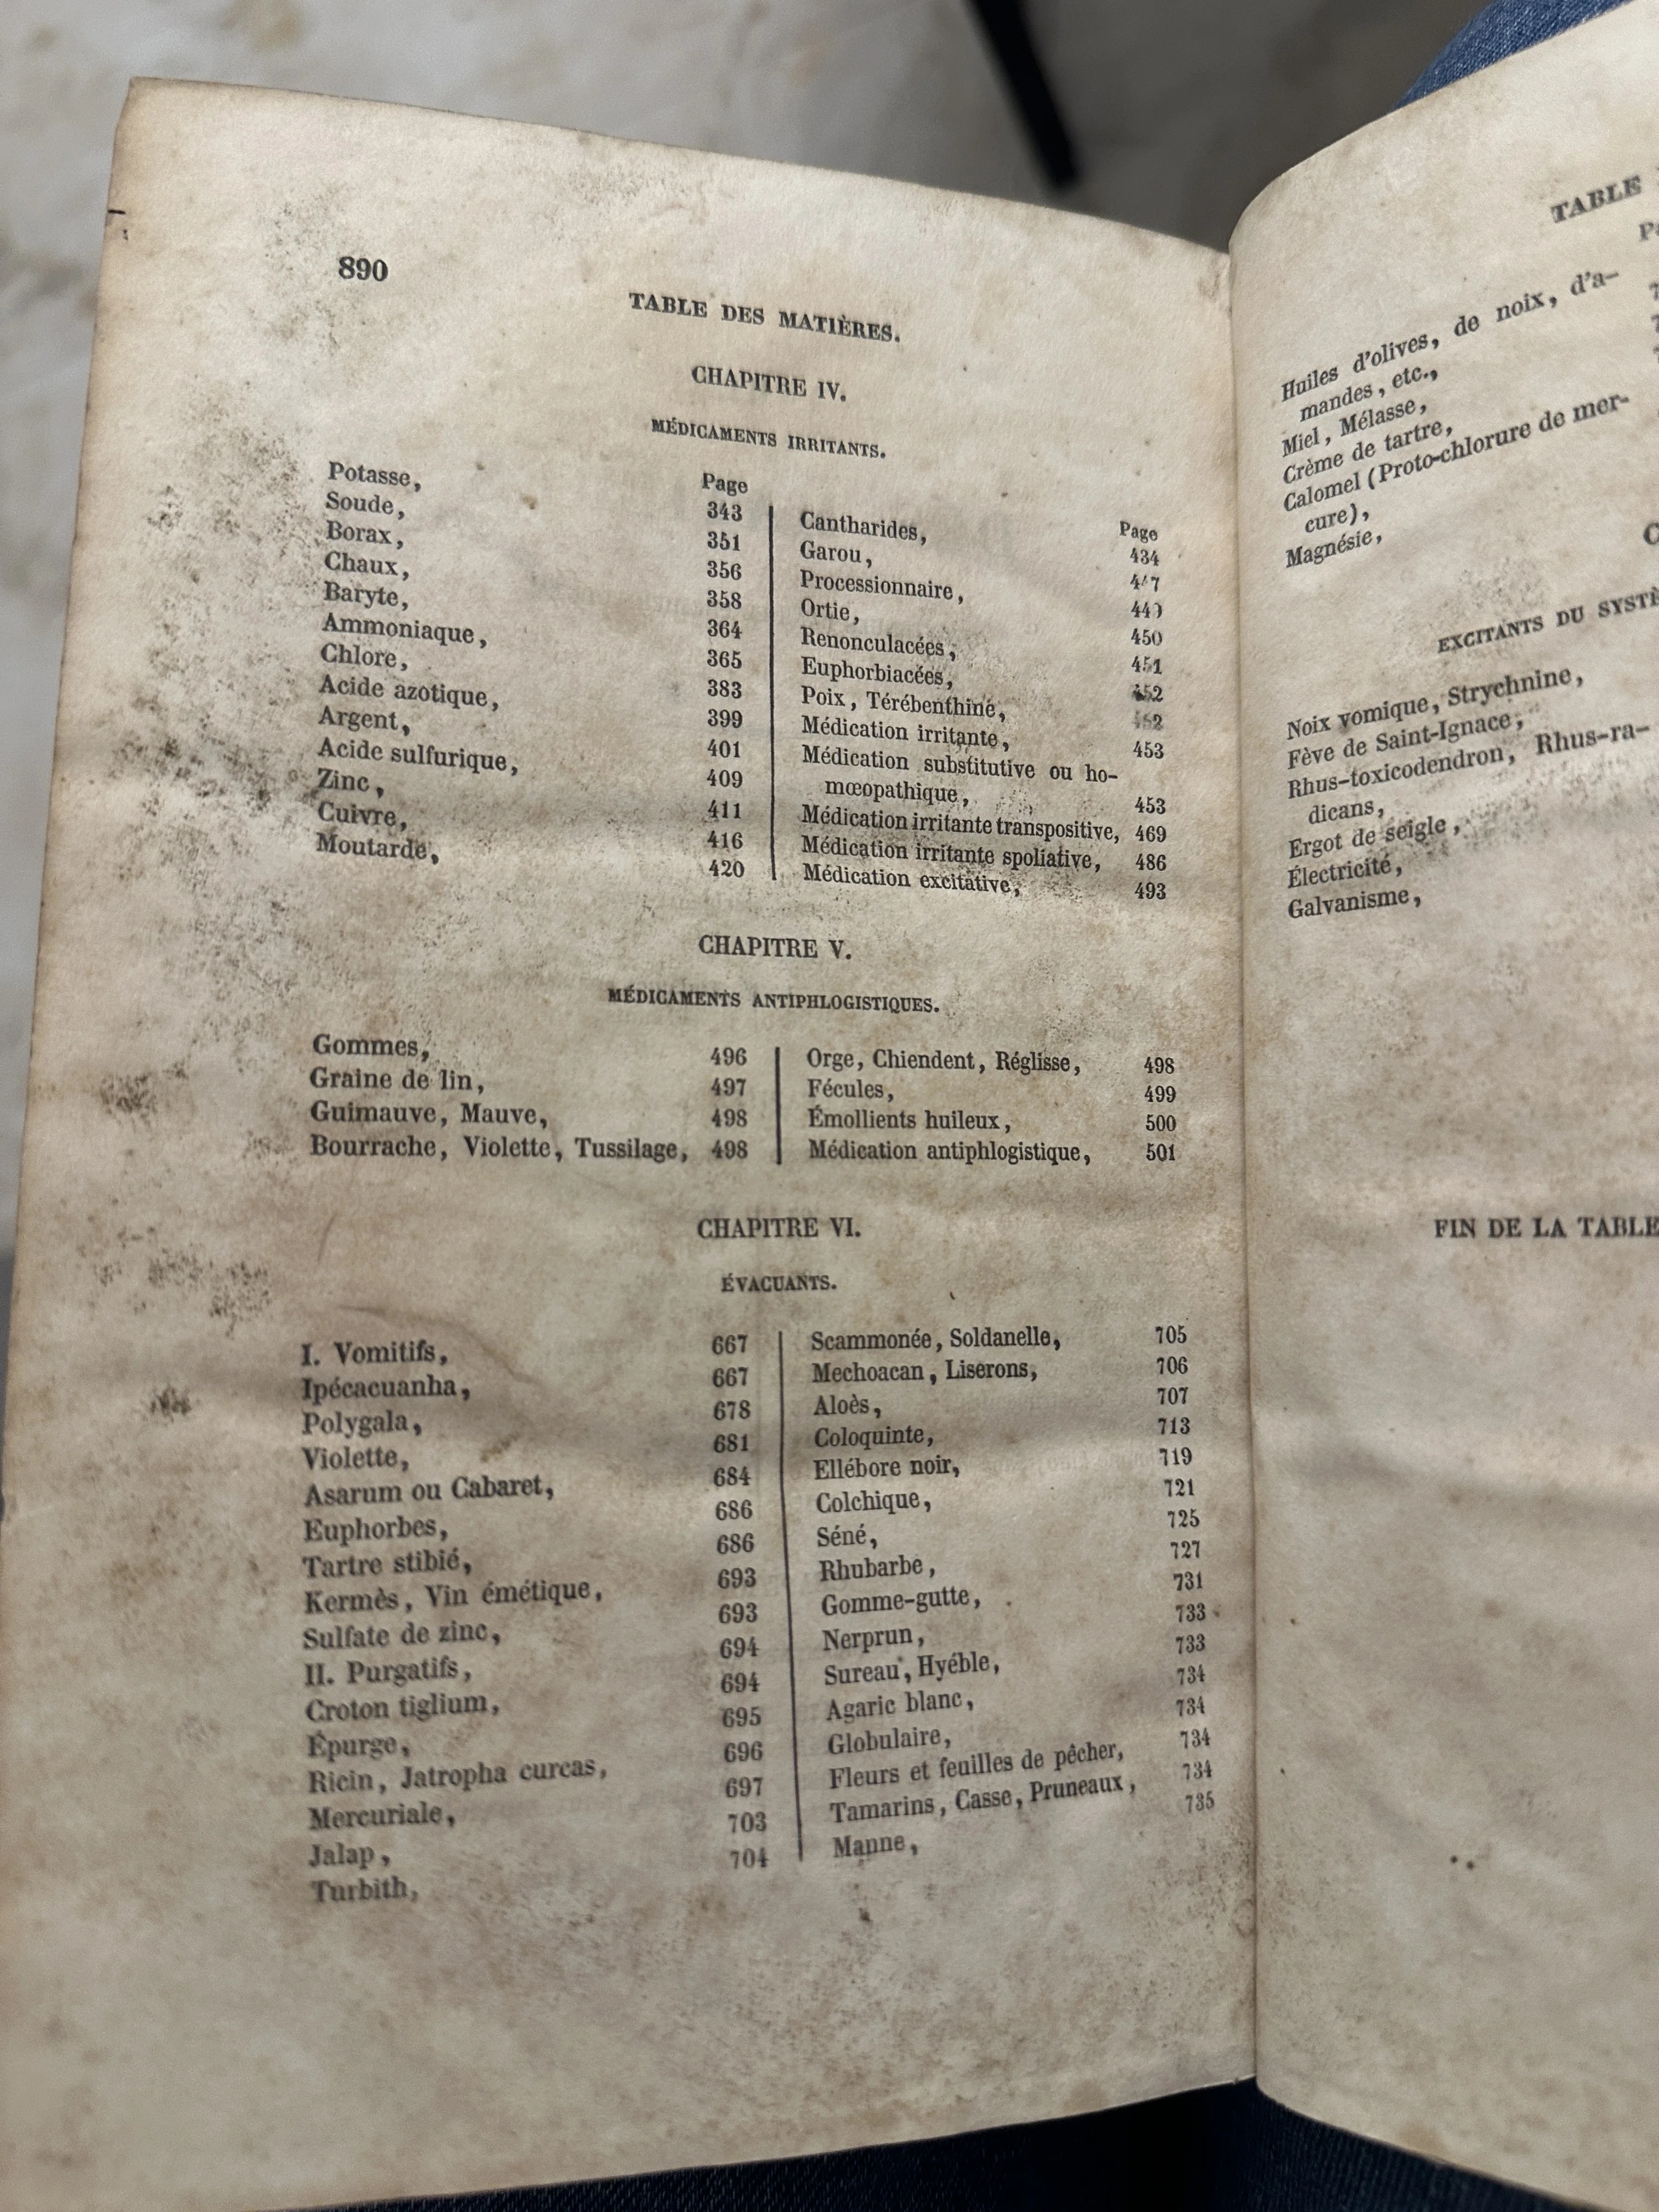 890
TABLE DES MATIÈRES.
CHAPITRE IV.
MÉDICAMENTS IRRITANTS.
Page
Potasse, 343
Soude, 351
Borax, 356
Chaux, 358
Baryte, 364
Ammoniaque, 365
Chlore, 383
Acide azotique, 399
Argent, 401
Acide sulfurique, 409
Zinc, 411
Cuivre, 416
Moutarde, 420
Page
Cantharides, 434
Garou,
Processionnaire,
Ortie, 450
Renonculacées, 451
Euphorbiacées, 452
Poix, Térébenthine,
Médication irritante, 453
Médication substitutive ou ho-
mœopathique, 453
Médication irritante transpositive, 469
Médication irritante spoliative, 486
Médication excitative, 493
CHAPITRE V.
MÉDICAMENTS ANTIPHLOGISTIQUES.
Gommes, 496
Graine de lin, 497
Guimauve, Mauve, 498
Bourrache, Violette, Tussilage, 498
Orge, Chiendent, Réglisse, 498
Fécules, 499
Émollients huileux, 500
Médication antiphlogistique, 501
CHAPITRE VI.
ÉVACUANTS.
I. Vomitifs, 667
Ipécacuanha, 667
Polygala, 678
Violette, 681
Asarum ou Cabaret, 684
Euphorbes, 686
Tartre stibié, 686
Kermès, Vin émétique, 693
Sulfate de zinc, 693
II. Purgatifs, 694
Croton tiglium, 694
Épurge, 695
Ricin, Jatropha curcas, 696
Mercuriale, 697
Jalap, 703
Turbith, 704
Scammonée, Soldanelle, 705
Mechoacan, Liserons, 706
Aloès, 707
Coloquinte, 713
Ellébore noir, 719
Colchique, 721
Séné, 725
Rhubarbe, 727
Gomme-gutte, 731
Nerprun, 733
Sureau, Hyéble, 733
Agaric blanc, 734
Globulaire, 734
Fleurs et feuilles de pêcher, 734
Tamarins, Casse, Pruneaux, 734
Manne, 735
TABLE
Huiles d'olives, de noix, d'a-
mandes, etc.,
Miel, Mélasse,
Crème de tartre,
Calomel (Proto-chlorure de mer-
cure),
Magnésie,
EXCITANTS DU SYSTÈ
Noix vomique, Strychnine,
Fève de Saint-Ignace,
Rhus-toxicodendron, Rhus-ra-
dicans,
Ergot de seigle,
Électricité,
Galvanisme,
FIN DE LA TABLE